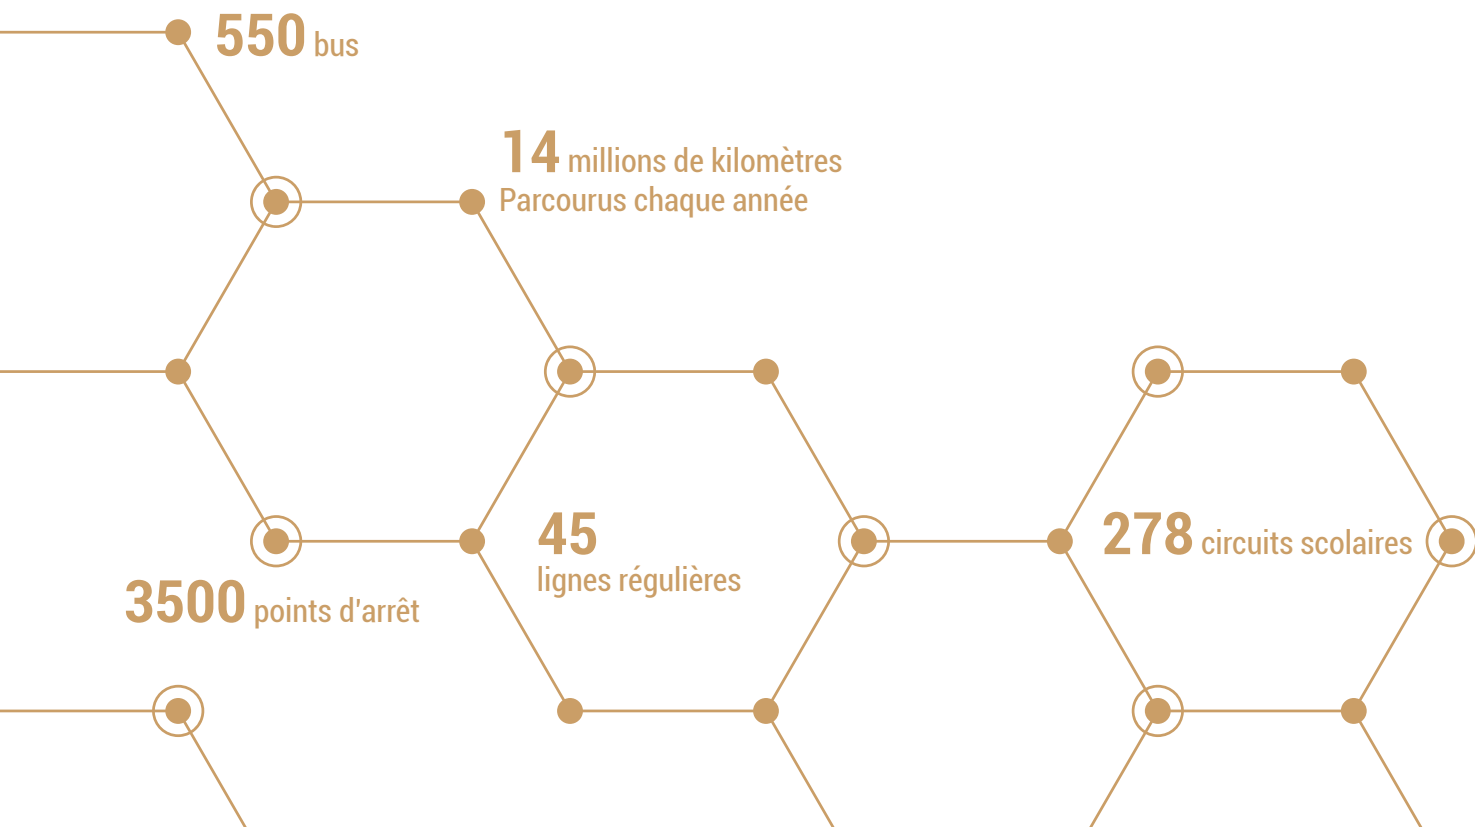 550 bus
14 millions de kilomètres
Parcourus chaque année
45
lignes régulières
278 circuits scolaires
3500 points d'arrêt